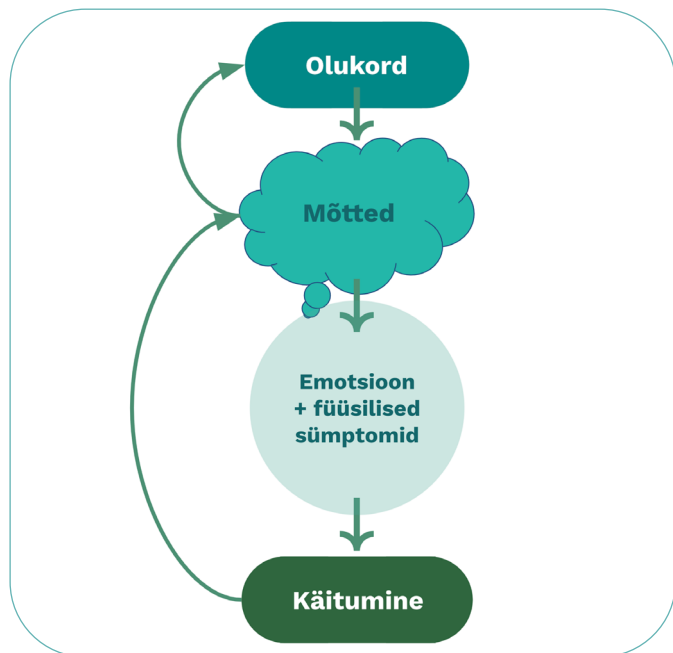 Olukord
Mõtted
Emotsioon
+ füüsilised
sümptomid
Käitumine